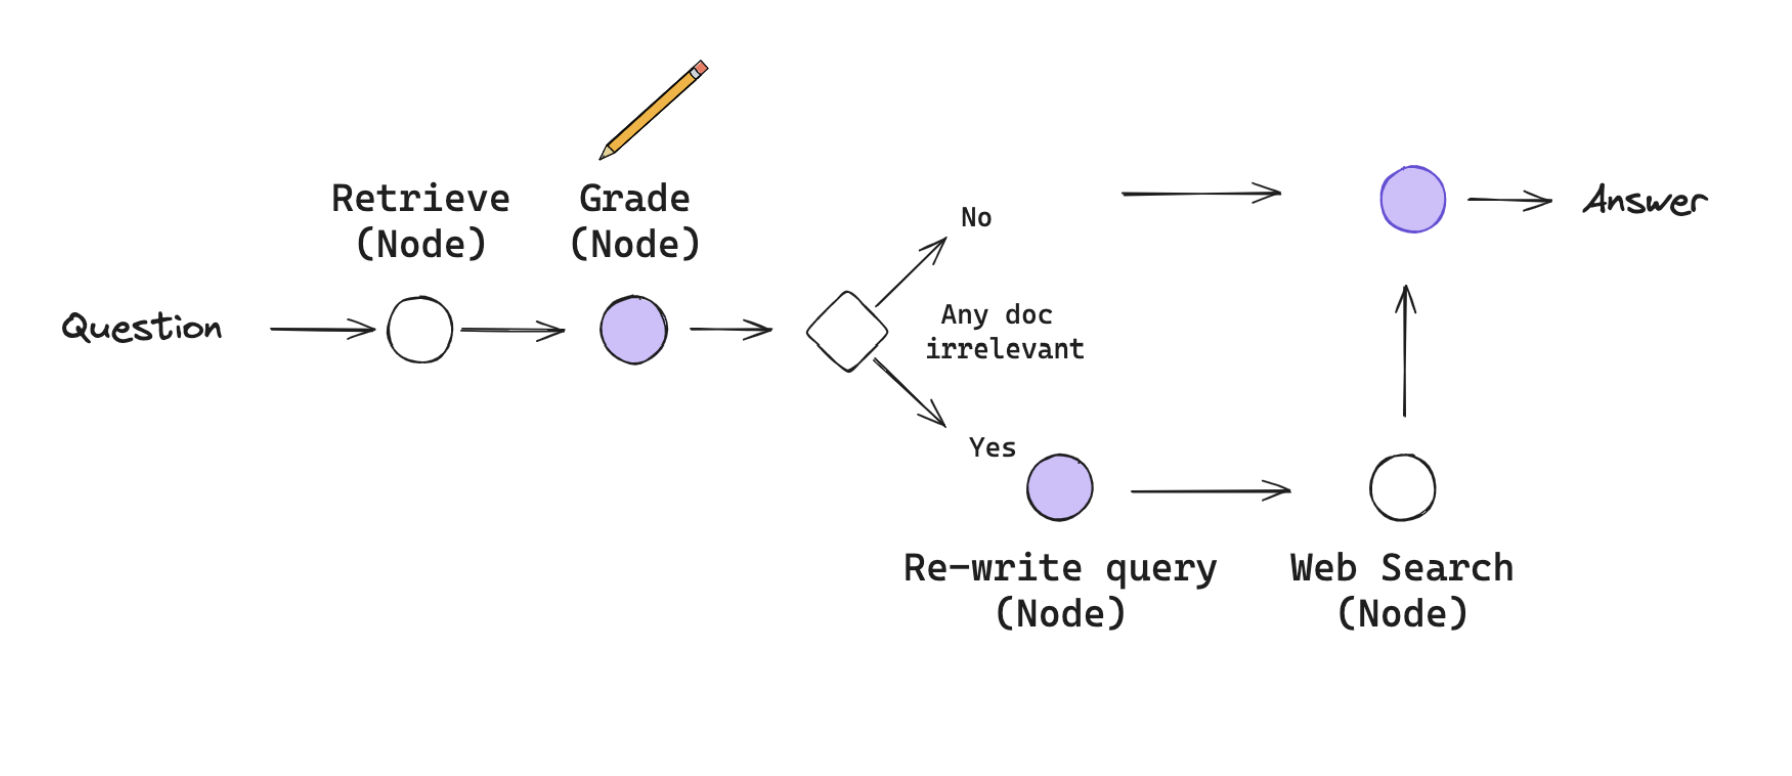 Retrieve
(Node)
Grade
(Node)
Question
No
Any doc
irrelevant
Yes
Answer
Re-write query
(Node)
Web Search
(Node)